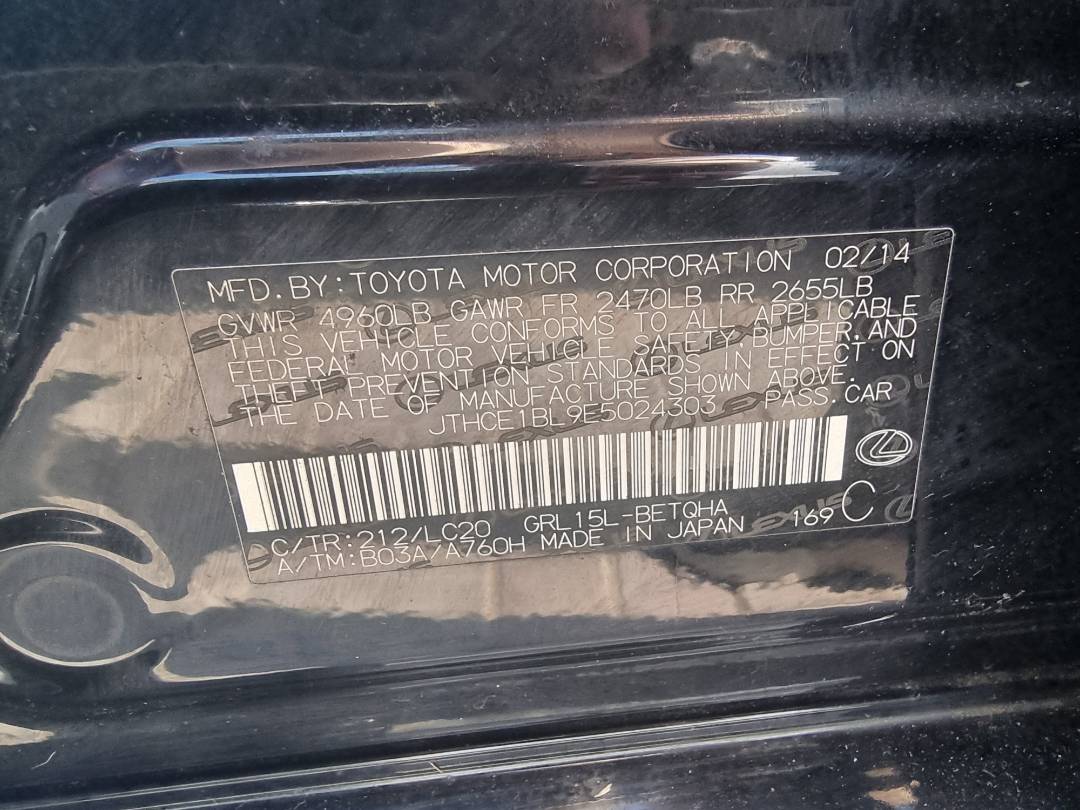 MFD. BY: TOYOTA MOTOR CORPORATION 02/14
GVWR 4960LB GAWR FR 2470LB RR 2655LB
THIS VEHICLE CONFORMS TO ALL APPLICABLE
FEDERAL MOTOR VEHICLE SAFETY, BUMPER, AND
THEFT PREVENTION STANDARDS IN EFFECT ON
THE DATE OF MANUFACTURE SHOWN ABOVE.
JTHCE1BL9E5024303 PASS. CAR
C/TR: 212/LC20 GRL15L-BETQHA 169 C
A/TM: B03A/A760H MADE IN JAPAN